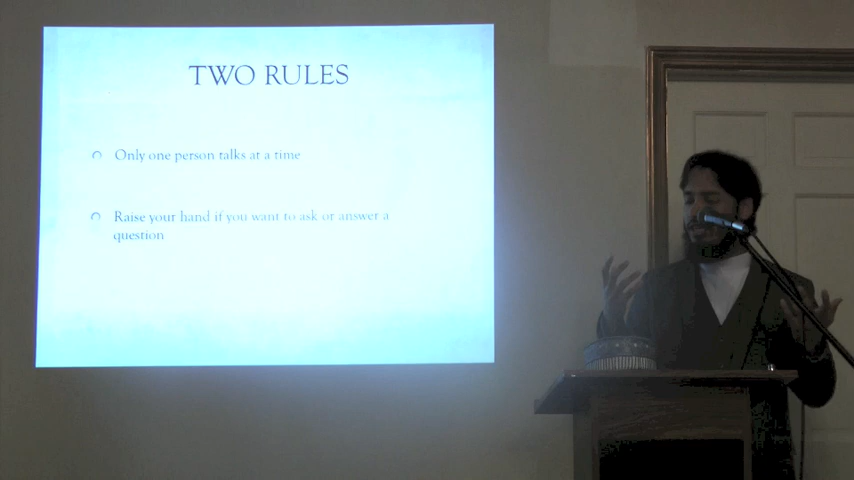 TWO RULES
Only one person talks at a time
Raise your hand if you want to ask or answer a
question